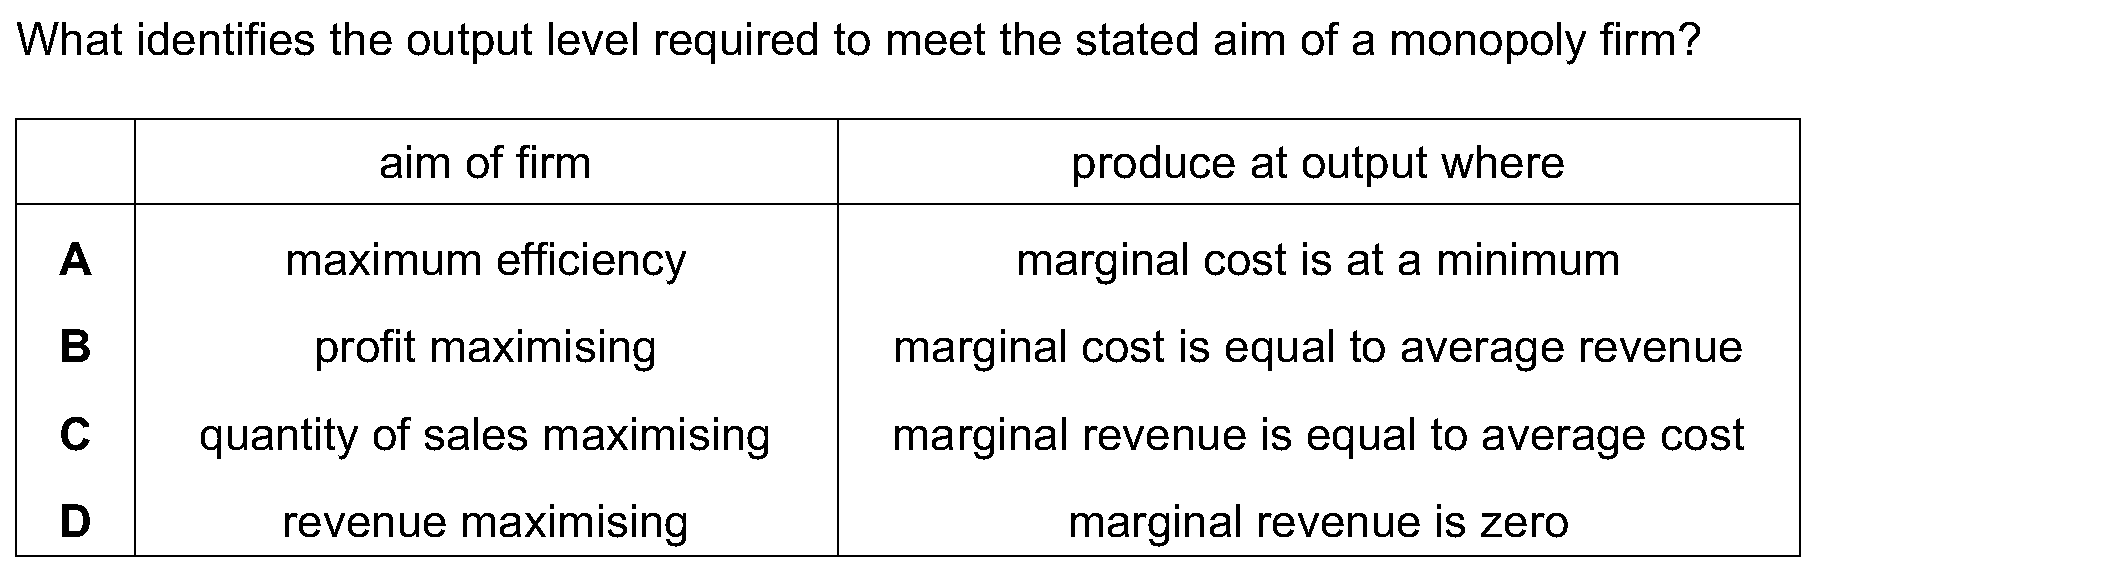 What identifies the output level required to meet the stated aim of a monopoly firm?
aim of firm produce at output where
A maximum efficiency marginal cost is at a minimum
B profit maximising marginal cost is equal to average revenue
C quantity of sales maximising marginal revenue is equal to average cost
D revenue maximising marginal revenue is zero